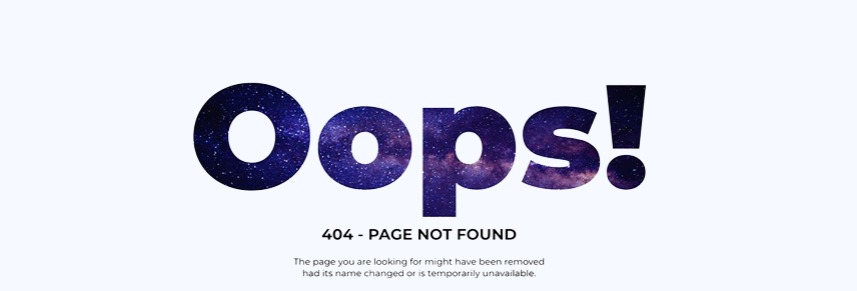 Oops!
404 - PAGE NOT FOUND
The page you are looking for might have been removed
had its name changed or is temporarily unavailable.